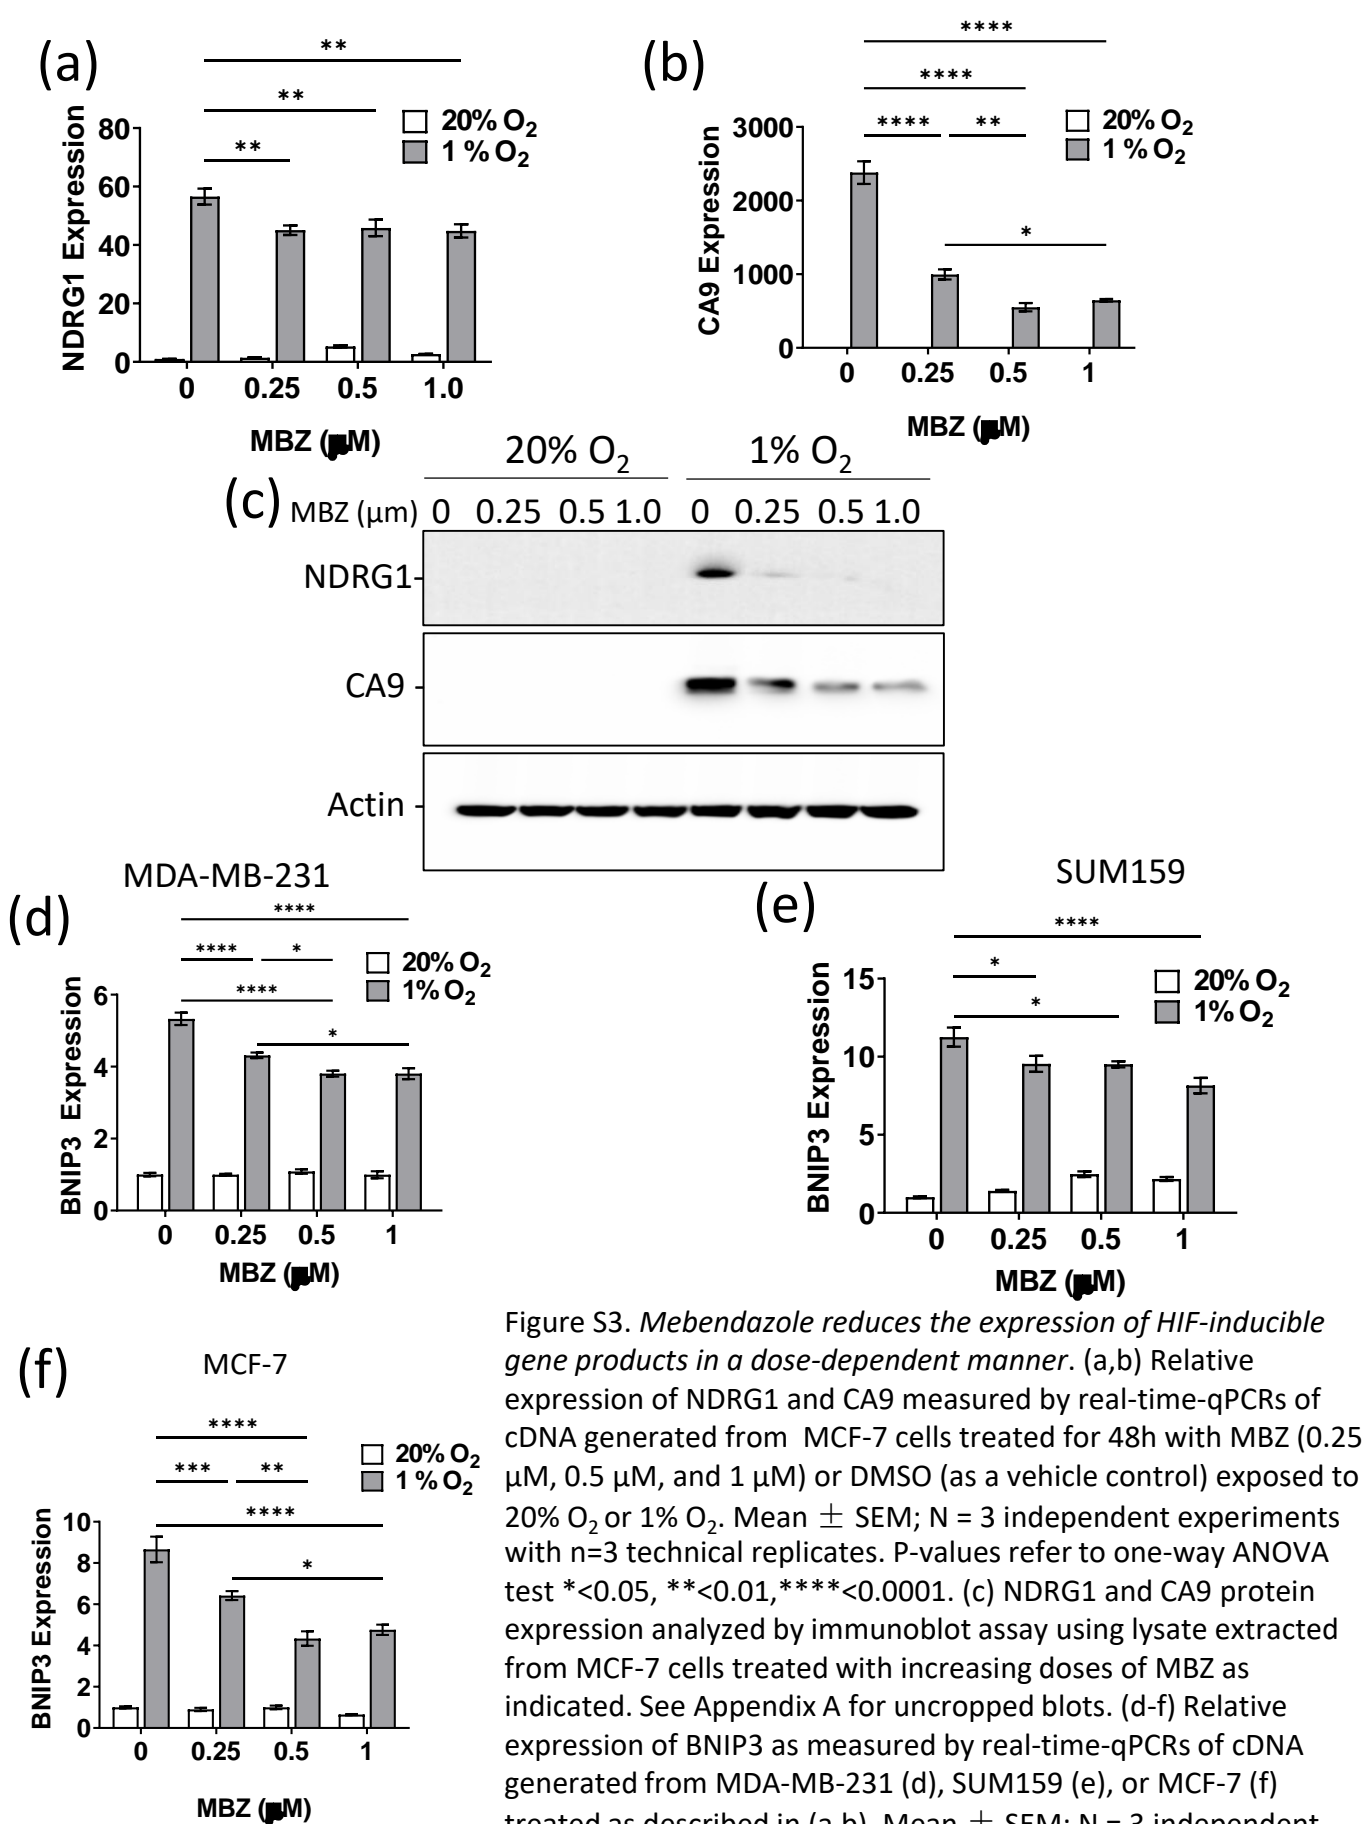 (a)
**
**
**
20% O2
1 % O2
NDRG1 Expression
80
60
40
20
0
0 0.25 0.5 1.0
MBZ (μM)
(b)
****
****
**** **
*
20% O2
1 % O2
CA9 Expression
3000
2000
1000
0
0 0.25 0.5 1
MBZ (μM)
(c)
20% O2 1% O2
MBZ (μm) 0 0.25 0.5 1.0 0 0.25 0.5 1.0
NDRG1
CA9
Actin
(d)
MDA-MB-231
****
**** *
****
*
20% O2
1% O2
BNIP3 Expression
6
4
2
0
0 0.25 0.5 1
MBZ (μM)
(e)
SUM159
****
*
*
20% O2
1% O2
BNIP3 Expression
15
10
5
0
0 0.25 0.5 1
MBZ (μM)
(f)
MCF-7
****
*** **
****
*
20% O2
1 % O2
BNIP3 Expression
10
8
6
4
2
0
0 0.25 0.5 1
MBZ (μM)
Figure S3. Mebendazole reduces the expression of HIF-inducible
gene products in a dose-dependent manner. (a,b) Relative
expression of NDRG1 and CA9 measured by real-time-qPCRs of
cDNA generated from MCF-7 cells treated for 48h with MBZ (0.25
μM, 0.5 μM, and 1 μM) or DMSO (as a vehicle control) exposed to
20% O2 or 1% O2. Mean ± SEM; N = 3 independent experiments
with n=3 technical replicates. P-values refer to one-way ANOVA
test *<0.05, **<0.01,****<0.0001. (c) NDRG1 and CA9 protein
expression analyzed by immunoblot assay using lysate extracted
from MCF-7 cells treated with increasing doses of MBZ as
indicated. See Appendix A for uncropped blots. (d-f) Relative
expression of BNIP3 as measured by real-time-qPCRs of cDNA
generated from MDA-MB-231 (d), SUM159 (e), or MCF-7 (f)
treated as described in (a,b). Mean ± SEM; N = 3 independent